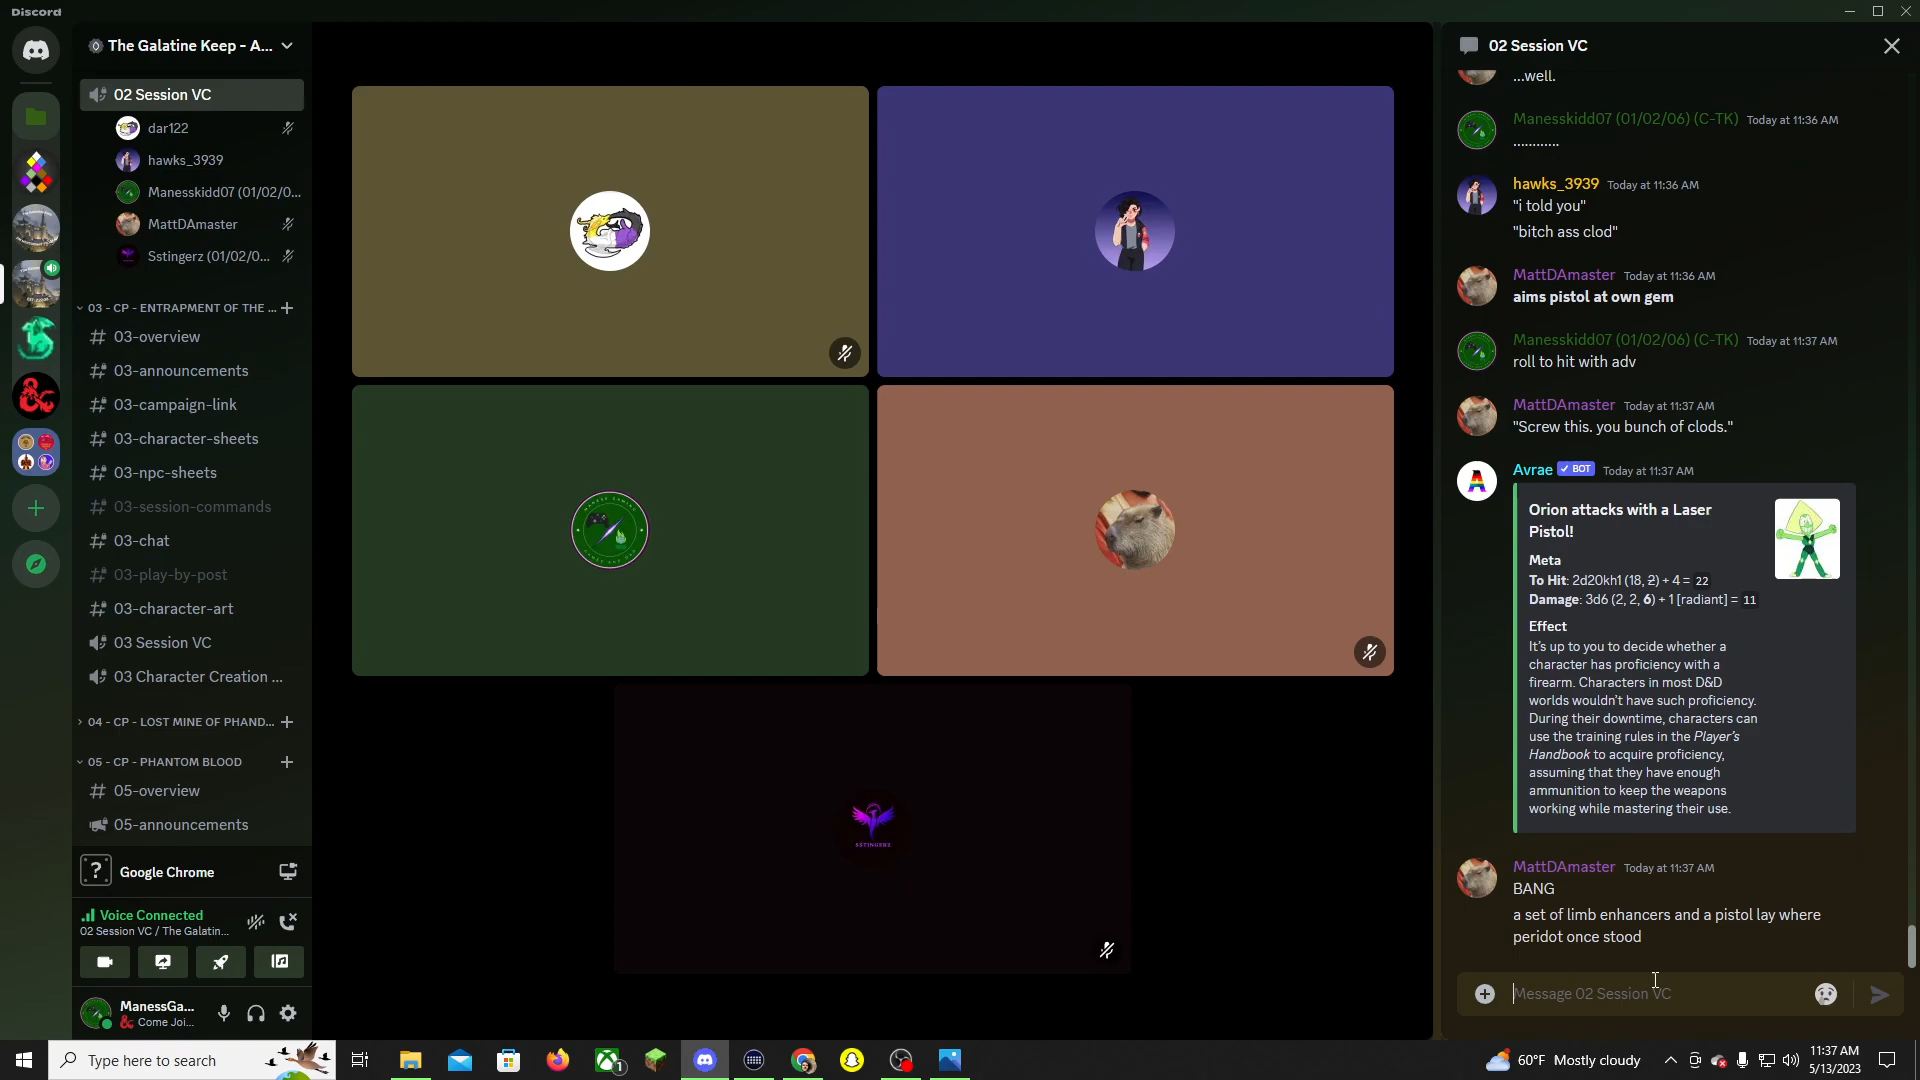 Discord
The Galatine Keep - A...
02 Session VC
dar122
hawks_3939
Manesskidd07 (01/02/0...
MattDAmaster
Sstingerz (01/02/0...
03 - CP - ENTRAPMENT OF THE ...
03-overview
03-announcements
03-campaign-link
03-character-sheets
03-npc-sheets
03-session-commands
03-chat
03-play-by-post
03-character-art
03 Session VC
03 Character Creation ...
04 - CP - LOST MINE OF PHAND...
05 - CP - PHANTOM BLOOD
05-overview
05-announcements
Google Chrome
Voice Connected
02 Session VC / The Galatin...
ManessGa...
Come Joi...
SSTINGERZ
02 Session VC
...well.
Manesskidd07 (01/02/06) (C-TK) Today at 11:36 AM
............
hawks_3939 Today at 11:36 AM
"i told you"
"bitch ass clod"
MattDAmaster Today at 11:36 AM
aims pistol at own gem
Manesskidd07 (01/02/06) (C-TK) Today at 11:37 AM
roll to hit with adv
MattDAmaster Today at 11:37 AM
"Screw this. you bunch of clods."
Avrae ✓ BOT Today at 11:37 AM
Orion attacks with a Laser
Pistol!
Meta
To Hit: 2d20kh1 (18, 2) + 4 = 22
Damage: 3d6 (2, 2, 6) + 1 [radiant] = 11
Effect
It's up to you to decide whether a
character has proficiency with a
firearm. Characters in most D&D
worlds wouldn't have such proficiency.
During their downtime, characters can
use the training rules in the Player's
Handbook to acquire proficiency,
assuming that they have enough
ammunition to keep the weapons
working while mastering their use.
MattDAmaster Today at 11:37 AM
BANG
a set of limb enhancers and a pistol lay where
peridot once stood
Message 02 Session VC
Type here to search
1
60°F Mostly cloudy
11:37 AM
5/13/2023